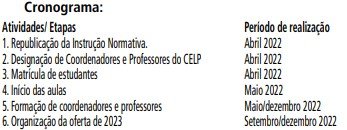 Cronograma:
Atividades/ Etapas Período de realização
1. Republicação da Instrução Normativa. Abril 2022
2. Designação de Coordenadores e Professores do CELP Abril 2022
3. Matrícula de estudantes Abril 2022
4. Início das aulas Maio 2022
5. Formação de coordenadores e professores Maio/dezembro 2022
6. Organização da oferta de 2023 Setembro/dezembro 2022